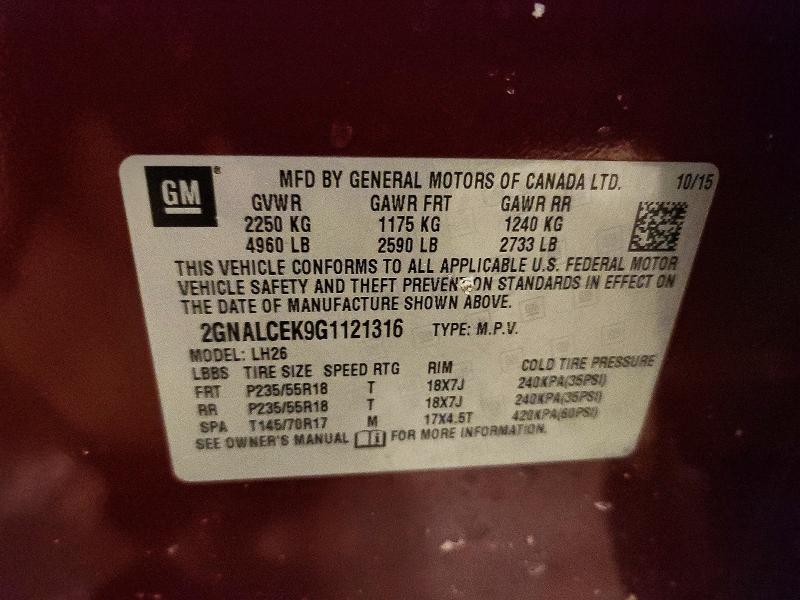 GM® MFD BY GENERAL MOTORS OF CANADA LTD. 10/15
GVWR GAWR FRT GAWR RR
2250 KG 1175 KG 1240 KG
4960 LB 2590 LB 2733 LB
THIS VEHICLE CONFORMS TO ALL APPLICABLE U.S. FEDERAL MOTOR
VEHICLE SAFETY AND THEFT PREVENTION STANDARDS IN EFFECT ON
THE DATE OF MANUFACTURE SHOWN ABOVE.
2GNALCEK9G1121316 TYPE: M.P.V.
MODEL: LH26
LBBS TIRE SIZE SPEED RTG RIM COLD TIRE PRESSURE
FRT P235/55R18 T 18X7J 240KPA(35PSI)
RR P235/55R18 T 18X7J 240KPA(35PSI)
SPA T145/70R17 M 17X4.5T 420KPA(60PSI)
SEE OWNER'S MANUAL FOR MORE INFORMATION.